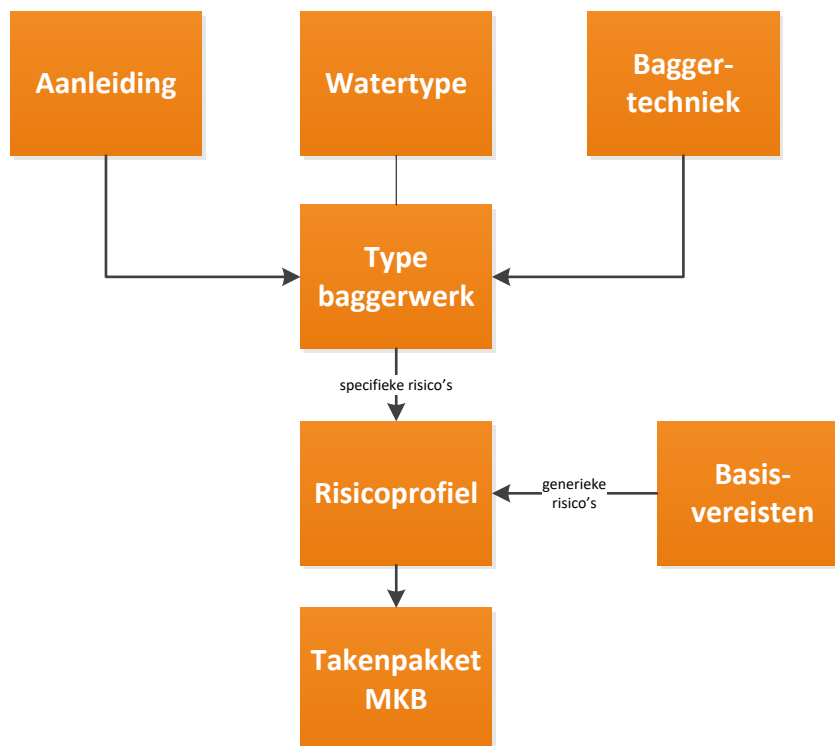 Aanleiding
Watertype
Bagger-
techniek
Type
baggerwerk
specifieke risico's
Risicoprofiel
generieke
risico's
Basis-
vereisten
Takenpakket
MKB